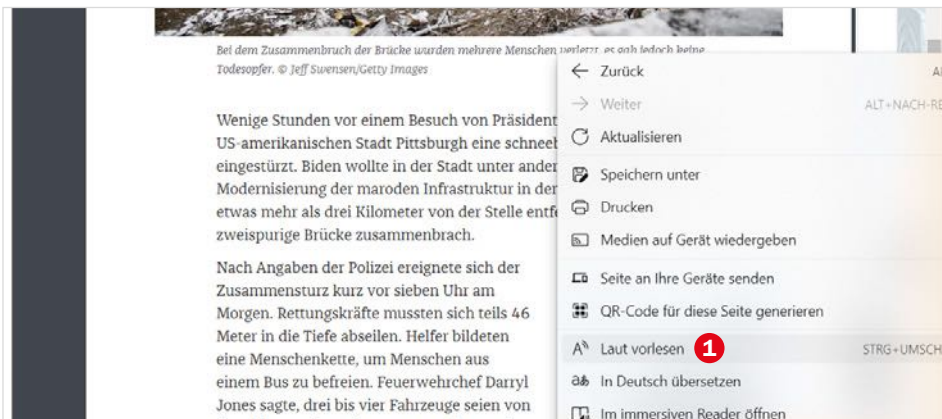 Bei dem Zusammenbruch der Brücke wurden mehrere Menschen verletzt, es gab jedoch keine
Todesopfer. © Jeff Swensen/Getty Images
Wenige Stunden vor einem Besuch von Präsident
US-amerikanischen Stadt Pittsburgh eine
eingestürzt. Biden wollte in der Stadt unter
Modernisierung der maroden Infrastruktur in der
etwas mehr als drei Kilometer von der Stelle
zweispurige Brücke zusammenbrach.
Nach Angaben der Polizei ereignete sich der
Zusammensturz kurz vor sieben Uhr am
Morgen. Rettungskräfte mussten sich teils 46
Meter in die Tiefe abseilen. Helfer bildeten
eine Menschenkette, um Menschen aus
einem Bus zu befreien. Feuerwehrchef Darryl
Jones sagte, drei bis vier Fahrzeuge seien von
Zurück
Weiter ALT+NACH-RE
Aktualisieren
Speichern unter
Drucken
Medien auf Gerät wiedergeben
Seite an Ihre Geräte senden
QR-Code für diese Seite generieren
Laut vorlesen 1 STRG+UMSCH
In Deutsch übersetzen
Im immersiven Reader öffnen